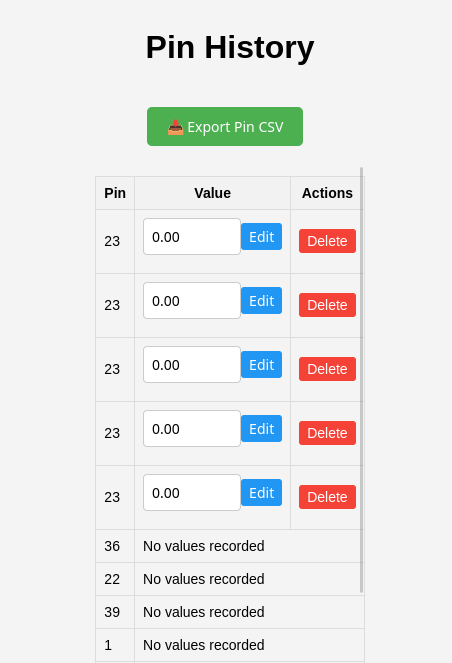 Pin History
📥 Export Pin CSV
Pin Value Actions
23 0.00 Edit Delete
23 0.00 Edit Delete
23 0.00 Edit Delete
23 0.00 Edit Delete
23 0.00 Edit Delete
36 No values recorded
22 No values recorded
39 No values recorded
1 No values recorded